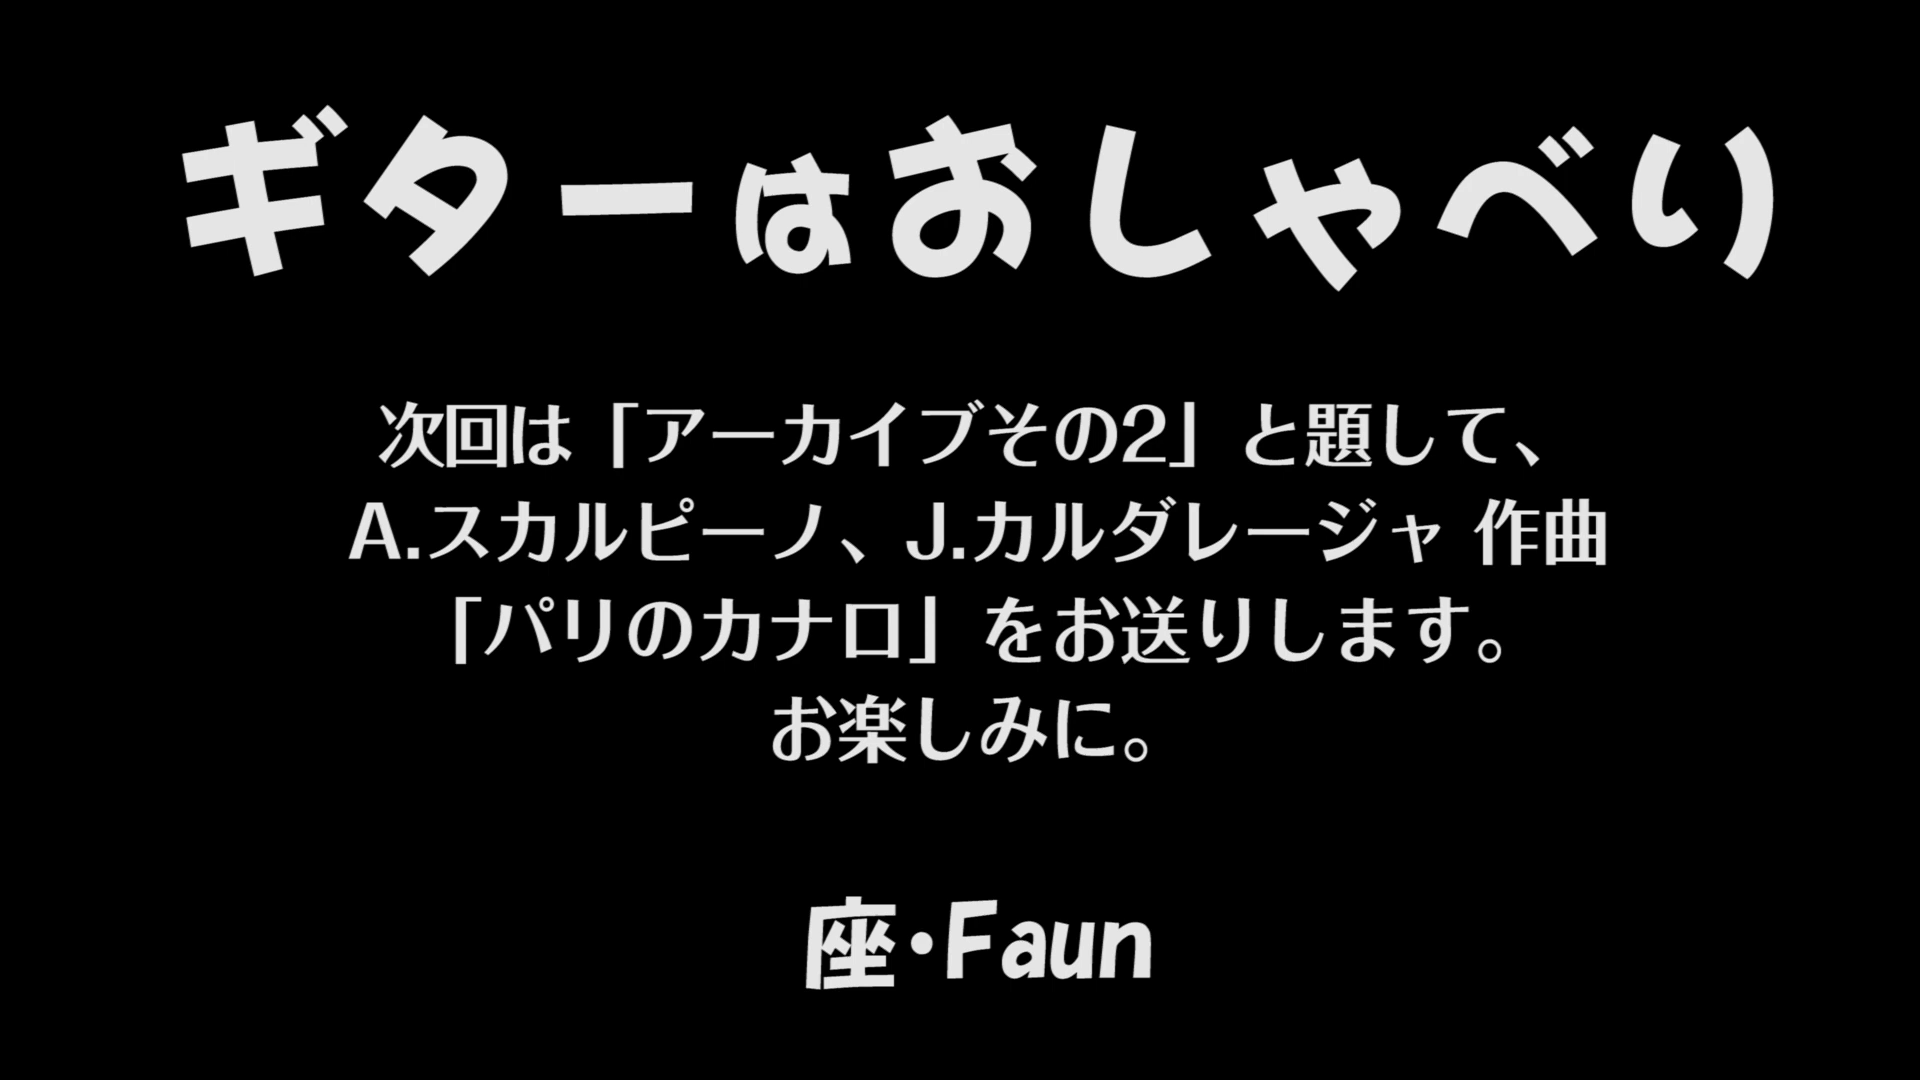 ギターはおしゃべり
次回は「アーカイブその2」と題して、
A.スカルピーノ、J.カルダレージャ 作曲
「パリのカナロ」をお送りします。
お楽しみに。
座・Faun